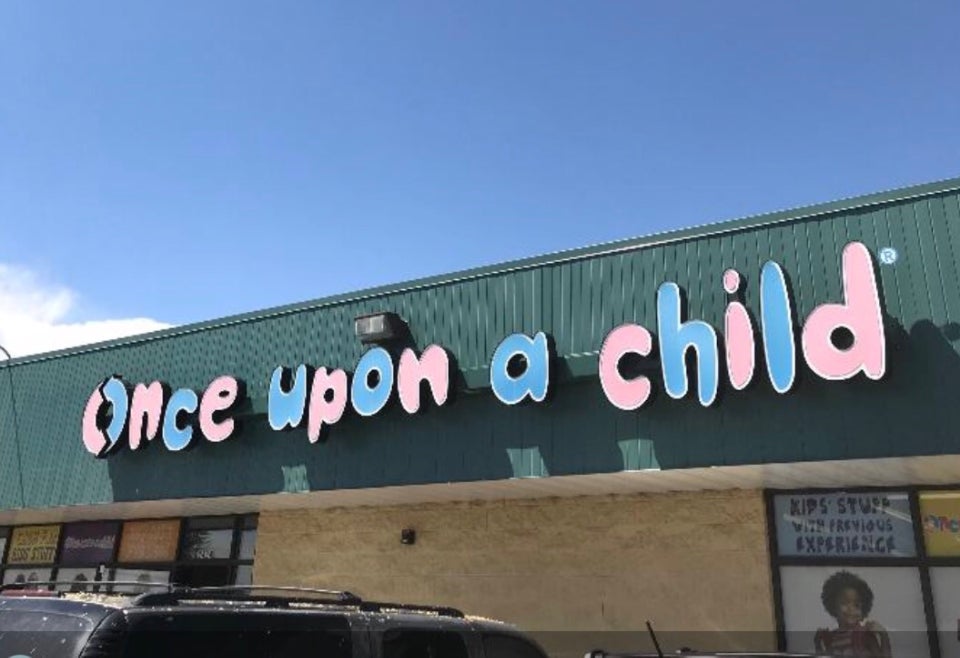 Once upon a child®
KIDS' STUFF
WITH PREVIOUS
EXPERIENCE